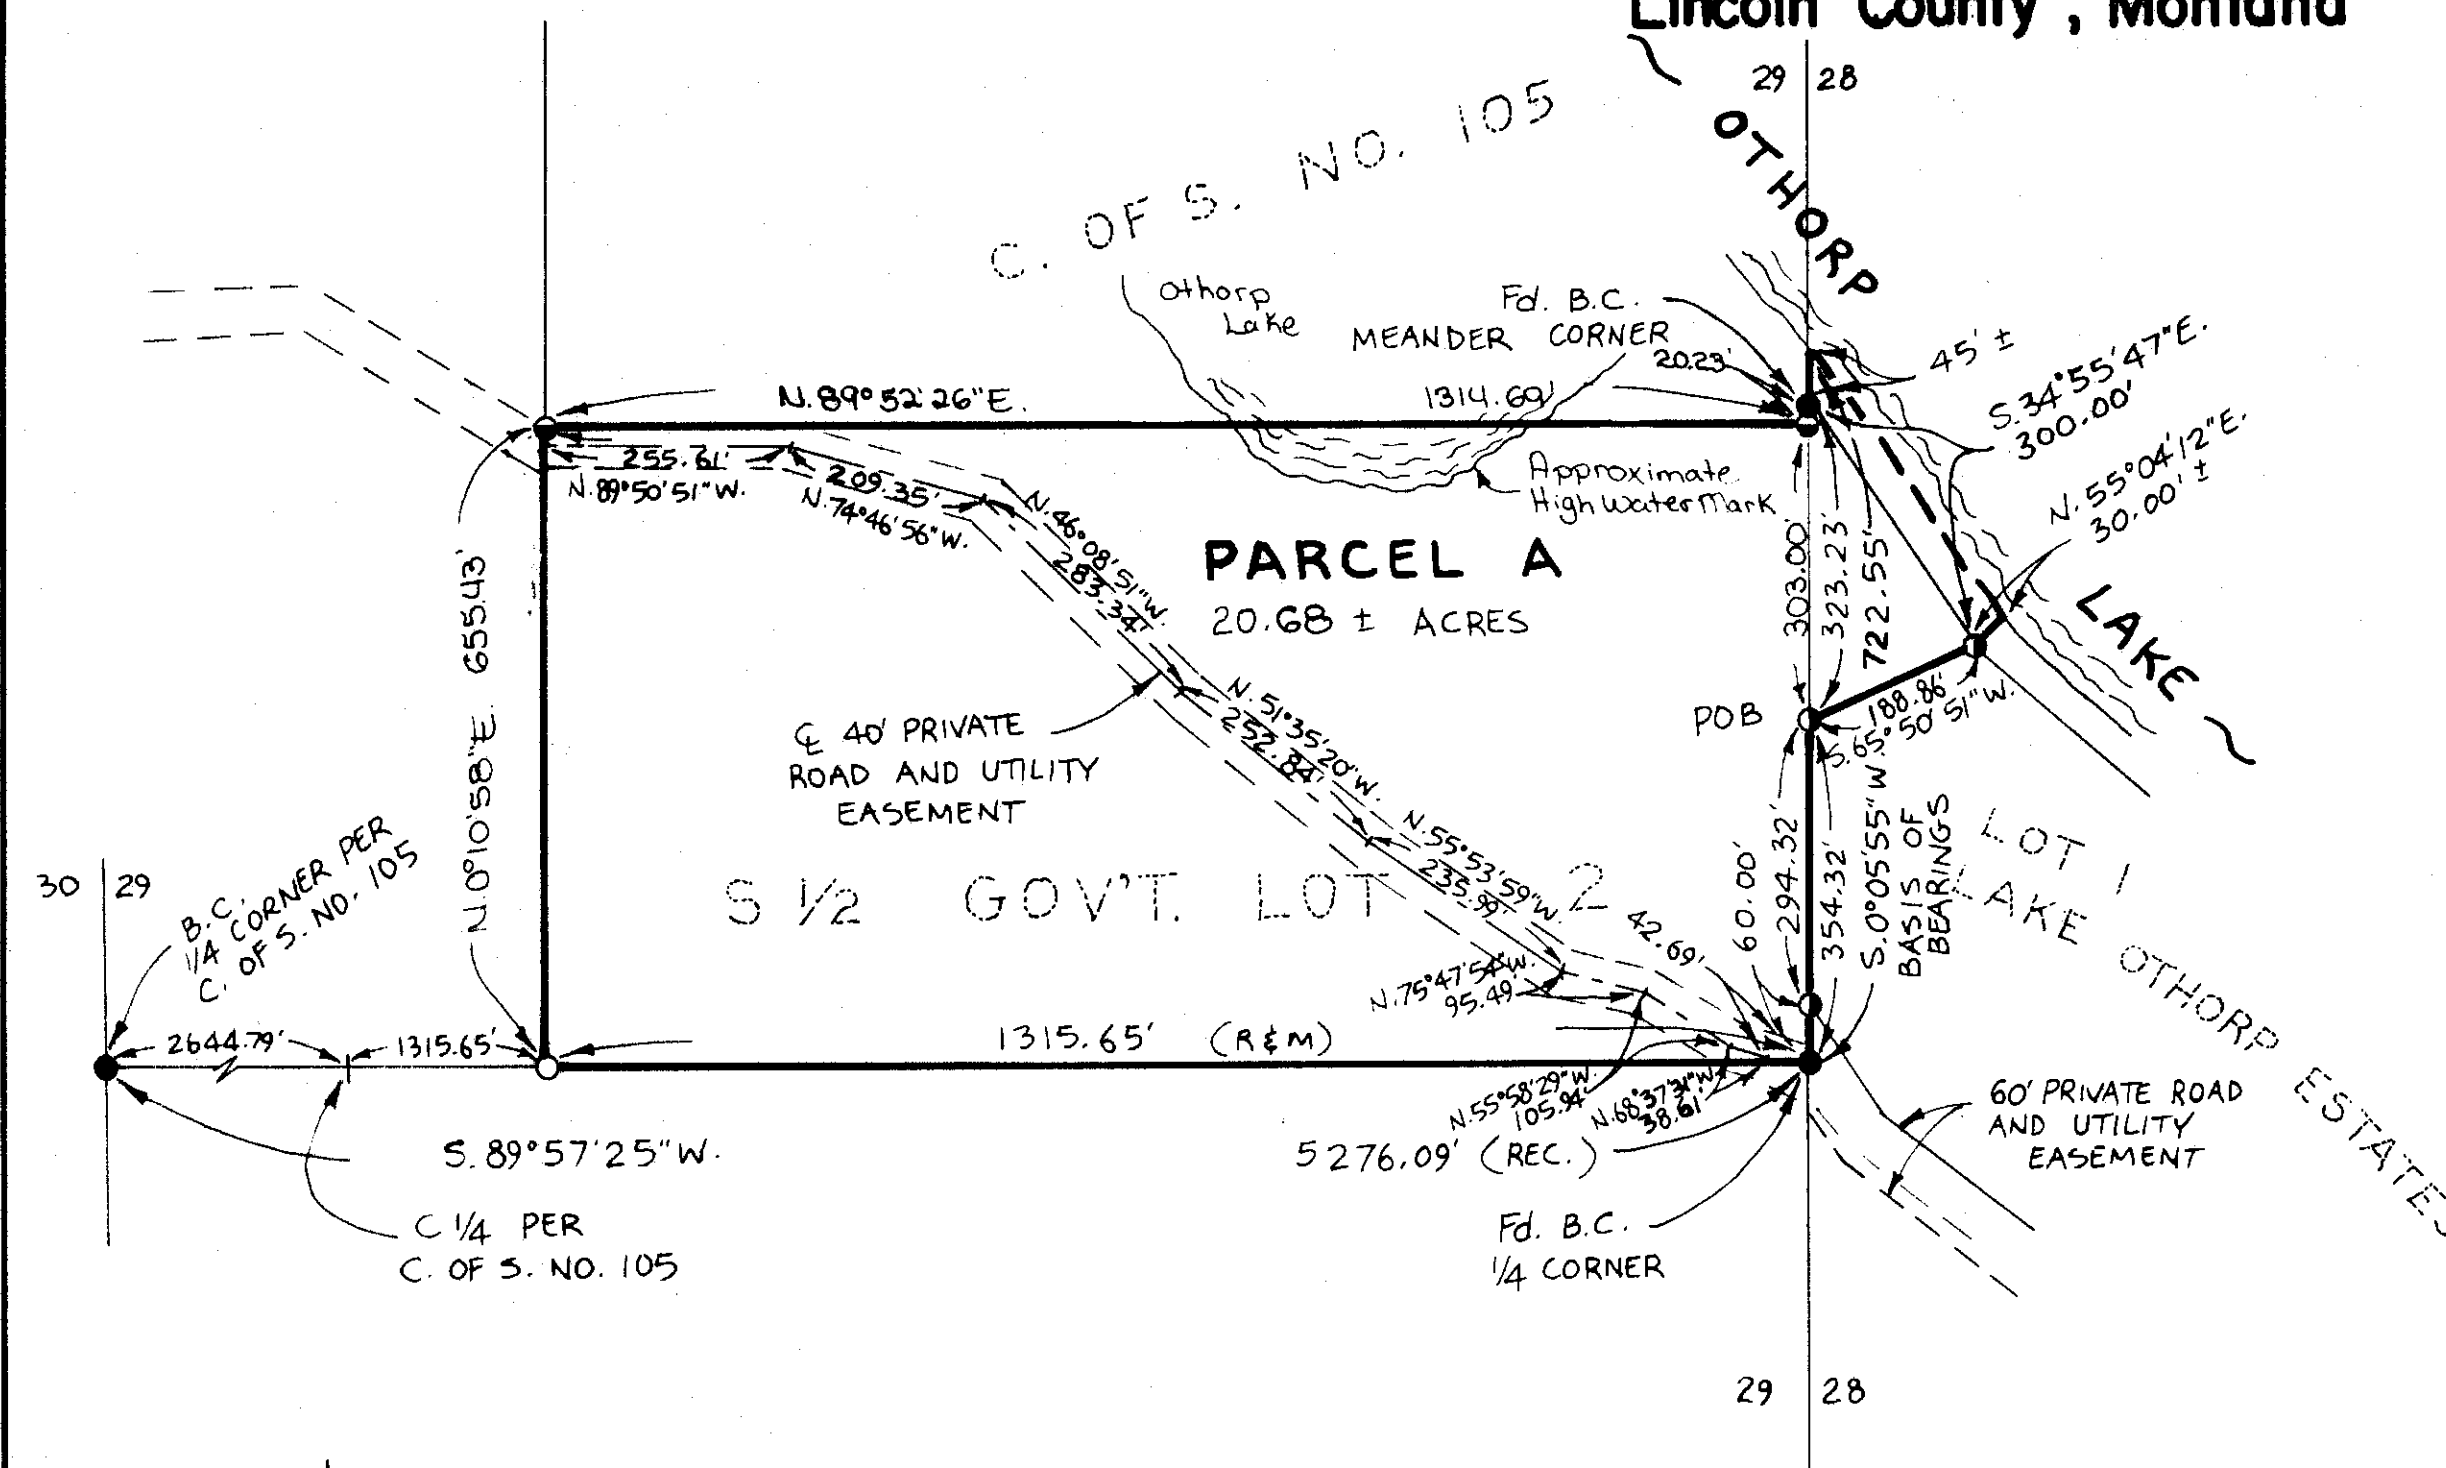 Lincoln County, Montana
29 28
OTHORP
C. OF S. NO. 105
Othorp
Lake
Fd. B.C.
MEANDER CORNER
20.23'
45' ±
S.34°55'47"E.
300.00'
N.89°52'26"E.
1314.69'
N.55°04'12"E.
30.00' ±
255.61'
N.89°50'51"W.
209.35'
N.74°46'56"W.
Approximate
High Water Mark
N.46°08'51"W.
283.34'
PARCEL A
20.68 ± ACRES
303.00'
323.23'
722.55'
LAKE
N.0°10'58"E. 655.43'
188.86'
S.65°50'51"W.
POB
N.51°35'20"W.
252.84'
℄ 40' PRIVATE
ROAD AND UTILITY
EASEMENT
N.55°53'59"W.
235.99'
60.00'
294.32'
354.32'
S.0°05'55"W.
BASIS OF
BEARINGS
LOT 1
LAKE OTHORP ESTATES
30 29
B.C.
1/4 CORNER PER
C. OF S. NO. 105
S 1/2 GOV'T. LOT 2
42.69'
N.75°47'54"W.
95.49'
2644.79'
1315.65'
1315.65' (R&M)
N.55°58'29"W.
105.94'
N.68°37'31"W.
38.61'
60' PRIVATE ROAD
AND UTILITY
EASEMENT
S.89°57'25"W.
5276.09' (REC.)
C 1/4 PER
C. OF S. NO. 105
Fd. B.C.
1/4 CORNER
29 28